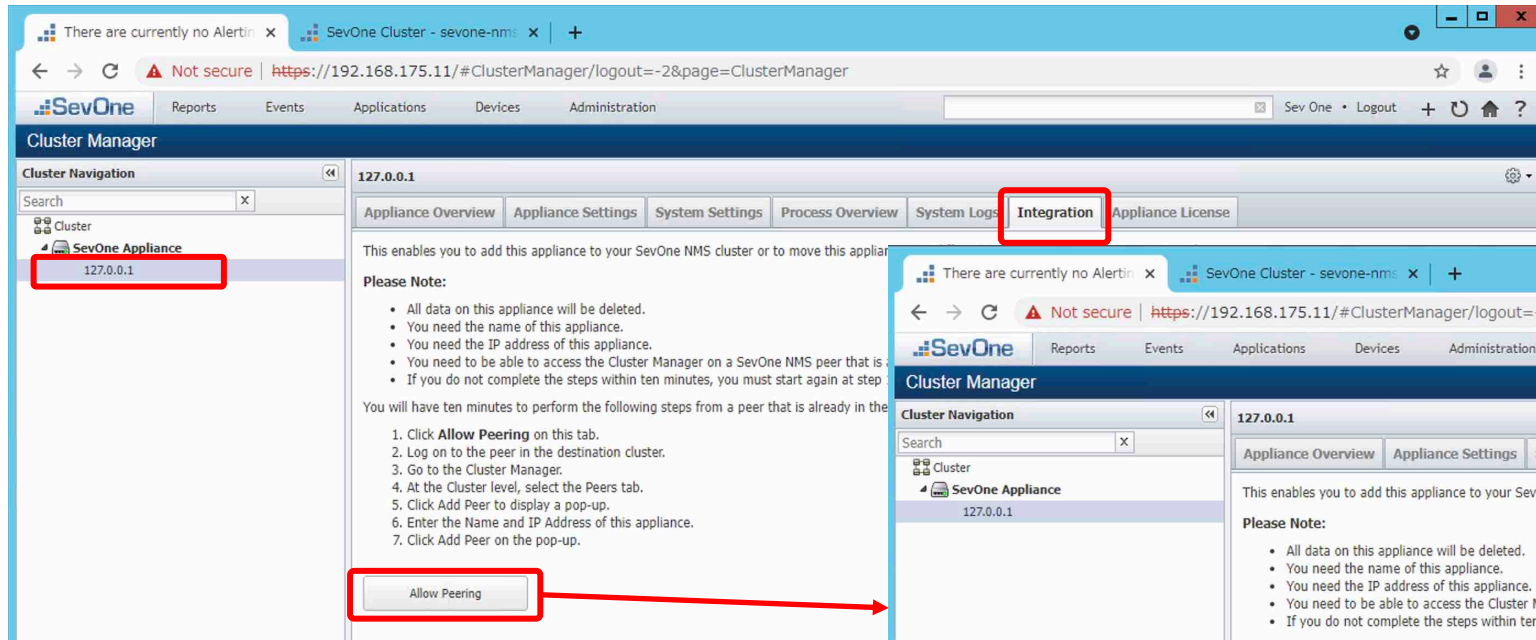 There are currently no Alertin
SevOne Cluster - sevone-nms
Not secure | https://192.168.175.11/#ClusterManager/logout=-2&page=ClusterManager
SevOne Reports Events Applications Devices Administration Sev One • Logout
Cluster Manager
Cluster Navigation
Search
Cluster
SevOne Appliance
127.0.0.1
127.0.0.1
Appliance Overview Appliance Settings System Settings Process Overview System Logs Integration Appliance License
This enables you to add this appliance to your SevOne NMS cluster or to move this applian
Please Note:
• All data on this appliance will be deleted.
• You need the name of this appliance.
• You need the IP address of this appliance.
• You need to be able to access the Cluster Manager on a SevOne NMS peer that is
• If you do not complete the steps within ten minutes, you must start again at step
You will have ten minutes to perform the following steps from a peer that is already in the
1. Click Allow Peering on this tab.
2. Log on to the peer in the destination cluster.
3. Go to the Cluster Manager.
4. At the Cluster level, select the Peers tab.
5. Click Add Peer to display a pop-up.
6. Enter the Name and IP Address of this appliance.
7. Click Add Peer on the pop-up.
Allow Peering
There are currently no Alertin
SevOne Cluster - sevone-nms
Not secure | https://192.168.175.11/#ClusterManager/logout=
SevOne Reports Events Applications Devices Administration
Cluster Manager
Cluster Navigation
Search
Cluster
SevOne Appliance
127.0.0.1
127.0.0.1
Appliance Overview Appliance Settings
This enables you to add this appliance to your Sev
Please Note:
• All data on this appliance will be deleted.
• You need the name of this appliance.
• You need the IP address of this appliance.
• You need to be able to access the Cluster
• If you do not complete the steps within ten